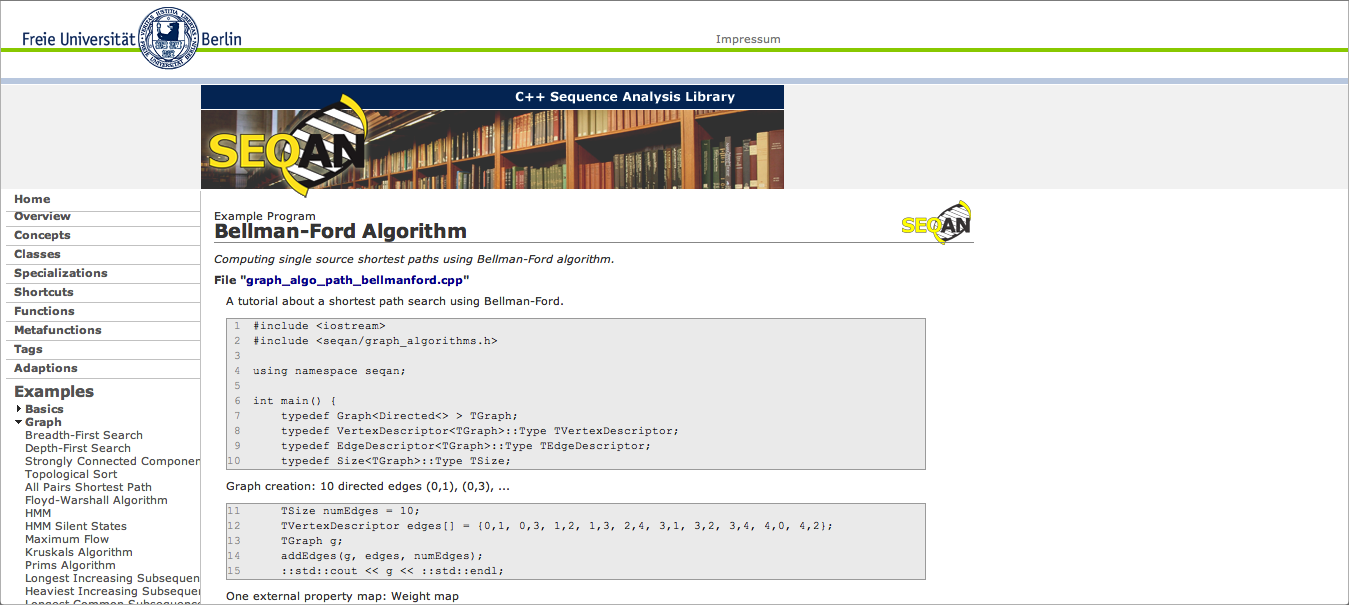 Freie Universität Berlin
Impressum
C++ Sequence Analysis Library
SEQAN
Home
Overview
Concepts
Classes
Specializations
Shortcuts
Functions
Metafunctions
Tags
Adaptions
Examples
Basics
Graph
Breadth-First Search
Depth-First Search
Strongly Connected Componen
Topological Sort
All Pairs Shortest Path
Floyd-Warshall Algorithm
HMM
HMM Silent States
Maximum Flow
Kruskals Algorithm
Prims Algorithm
Longest Increasing Subsequen
Heaviest Increasing Subsequen
Longest Common Subsequence
Example Program
Bellman-Ford Algorithm
SEQAN
Computing single source shortest paths using Bellman-Ford algorithm.
File "graph_algo_path_bellmanford.cpp"
A tutorial about a shortest path search using Bellman-Ford.
1 #include <iostream>
2 #include <seqan/graph_algorithms.h>
3
4 using namespace seqan;
5
6 int main() {
7 typedef Graph<Directed<> > TGraph;
8 typedef VertexDescriptor<TGraph>::Type TVertexDescriptor;
9 typedef EdgeDescriptor<TGraph>::Type TEdgeDescriptor;
10 typedef Size<TGraph>::Type TSize;
Graph creation: 10 directed edges (0,1), (0,3), ...
11 TSize numEdges = 10;
12 TVertexDescriptor edges[] = {0,1, 0,3, 1,2, 1,3, 2,4, 3,1, 3,2, 3,4, 4,0, 4,2};
13 TGraph g;
14 addEdges(g, edges, numEdges);
15 ::std::cout << g << ::std::endl;
One external property map: Weight map